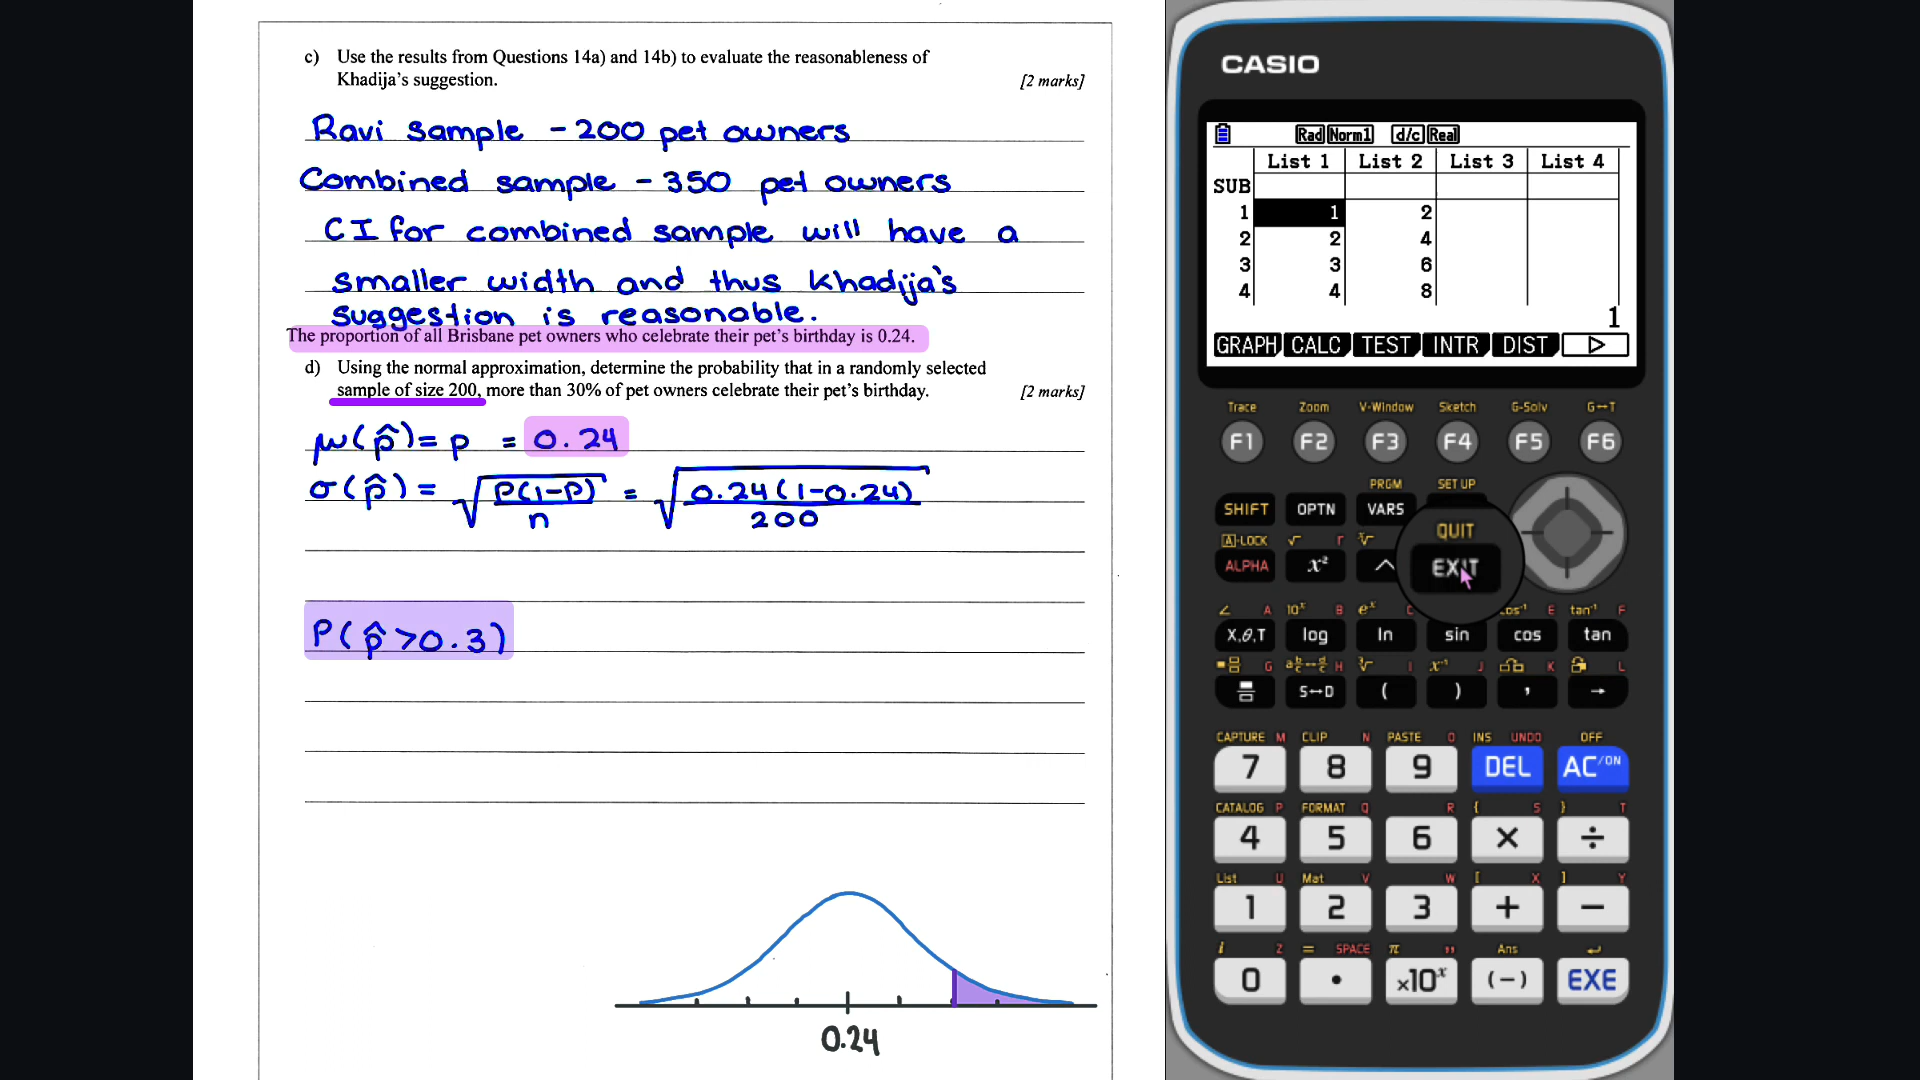 c) Use the results from Questions 14a) and 14b) to evaluate the reasonableness of
Khadija's suggestion. [2 marks]
Ravi sample - 200 pet owners
Combined sample - 350 pet owners
CI for combined sample will have a
smaller width and thus Khadija's
suggestion is reasonable.
The proportion of all Brisbane pet owners who celebrate their pet's birthday is 0.24.
d) Using the normal approximation, determine the probability that in a randomly selected
sample of size 200, more than 30% of pet owners celebrate their pet's birthday. [2 marks]
μ(p̂) = p = 0.24
σ(p̂) = √(P(1-P)/n) = √(0.24(1-0.24)/200)
P(p̂ > 0.3)
0.24
CASIO
Rad Norm1 d/c Real
List 1 List 2 List 3 List 4
SUB
1 1 2
2 2 4
3 3 6
4 4 8
1
GRAPH CALC TEST INTR DIST ▷
Trace Zoom V-Window Sketch G-Solv G↔T
F1 F2 F3 F4 F5 F6
PRGM SET UP
SHIFT OPTN VARS
QUIT
A-LOCK √ r
ALPHA x² ^ EXIT
∠ A 10ˣ B eˣ C cos⁻¹ E tan⁻¹ F
X,θ,T log ln sin cos tan
G H ∛ I x⁻¹ J K L
S↔D ( ) , →
CAPTURE M CLIP N PASTE O INS UNDO OFF
7 8 9 DEL AC/ON
CATALOG P FORMAT Q R { S } T
4 5 6 × ÷
List U Mat V W [ X ] Y
1 2 3 + −
i Z = SPACE π " Ans ↵
0 • ×10ˣ (−) EXE